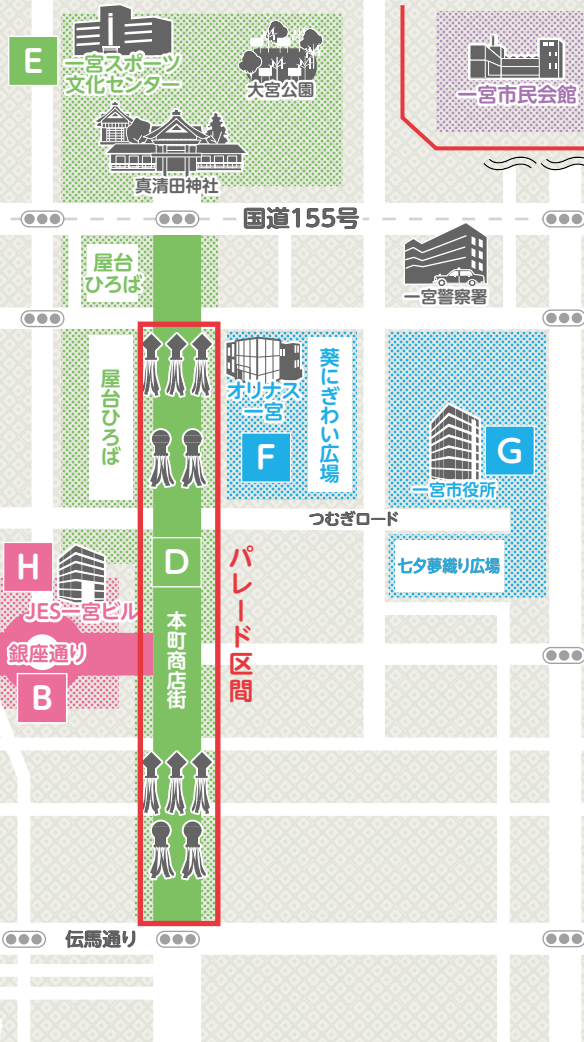 E
一宮スポーツ
文化センター
大宮公園
一宮市民会館
真清田神社
国道155号
屋台
ひろば
一宮警察署
屋台ひろば
オリナス
一宮
葵にぎわい広場
F
G
一宮市役所
つむぎロード
H
D
パレード区間
七夕夢織り広場
JES一宮ビル
本町商店街
銀座通り
B
伝馬通り